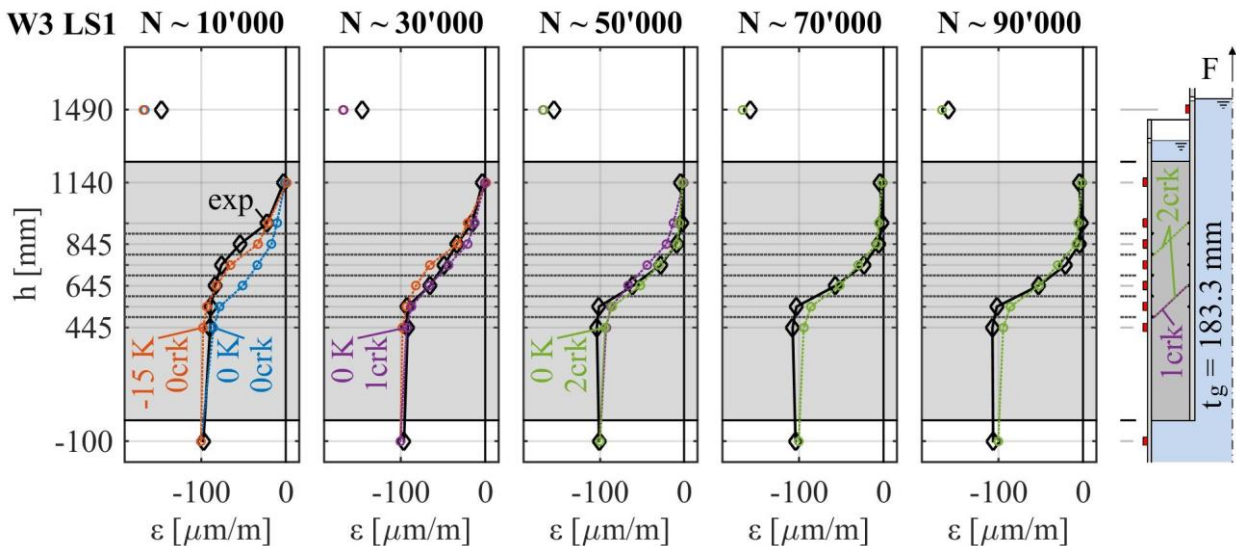 W3 LS1 N ~ 10'000 N ~ 30'000 N ~ 50'000 N ~ 70'000 N ~ 90'000
F
1490
1140
845
645
445
-100
h [mm]
exp
-15 K
0crk
0 K
0crk
0 K
1crk
0 K
2crk
2crk
1crk
t_g = 183.3 mm
-100 0 -100 0 -100 0 -100 0 -100 0
ε [μm/m] ε [μm/m] ε [μm/m] ε [μm/m] ε [μm/m]